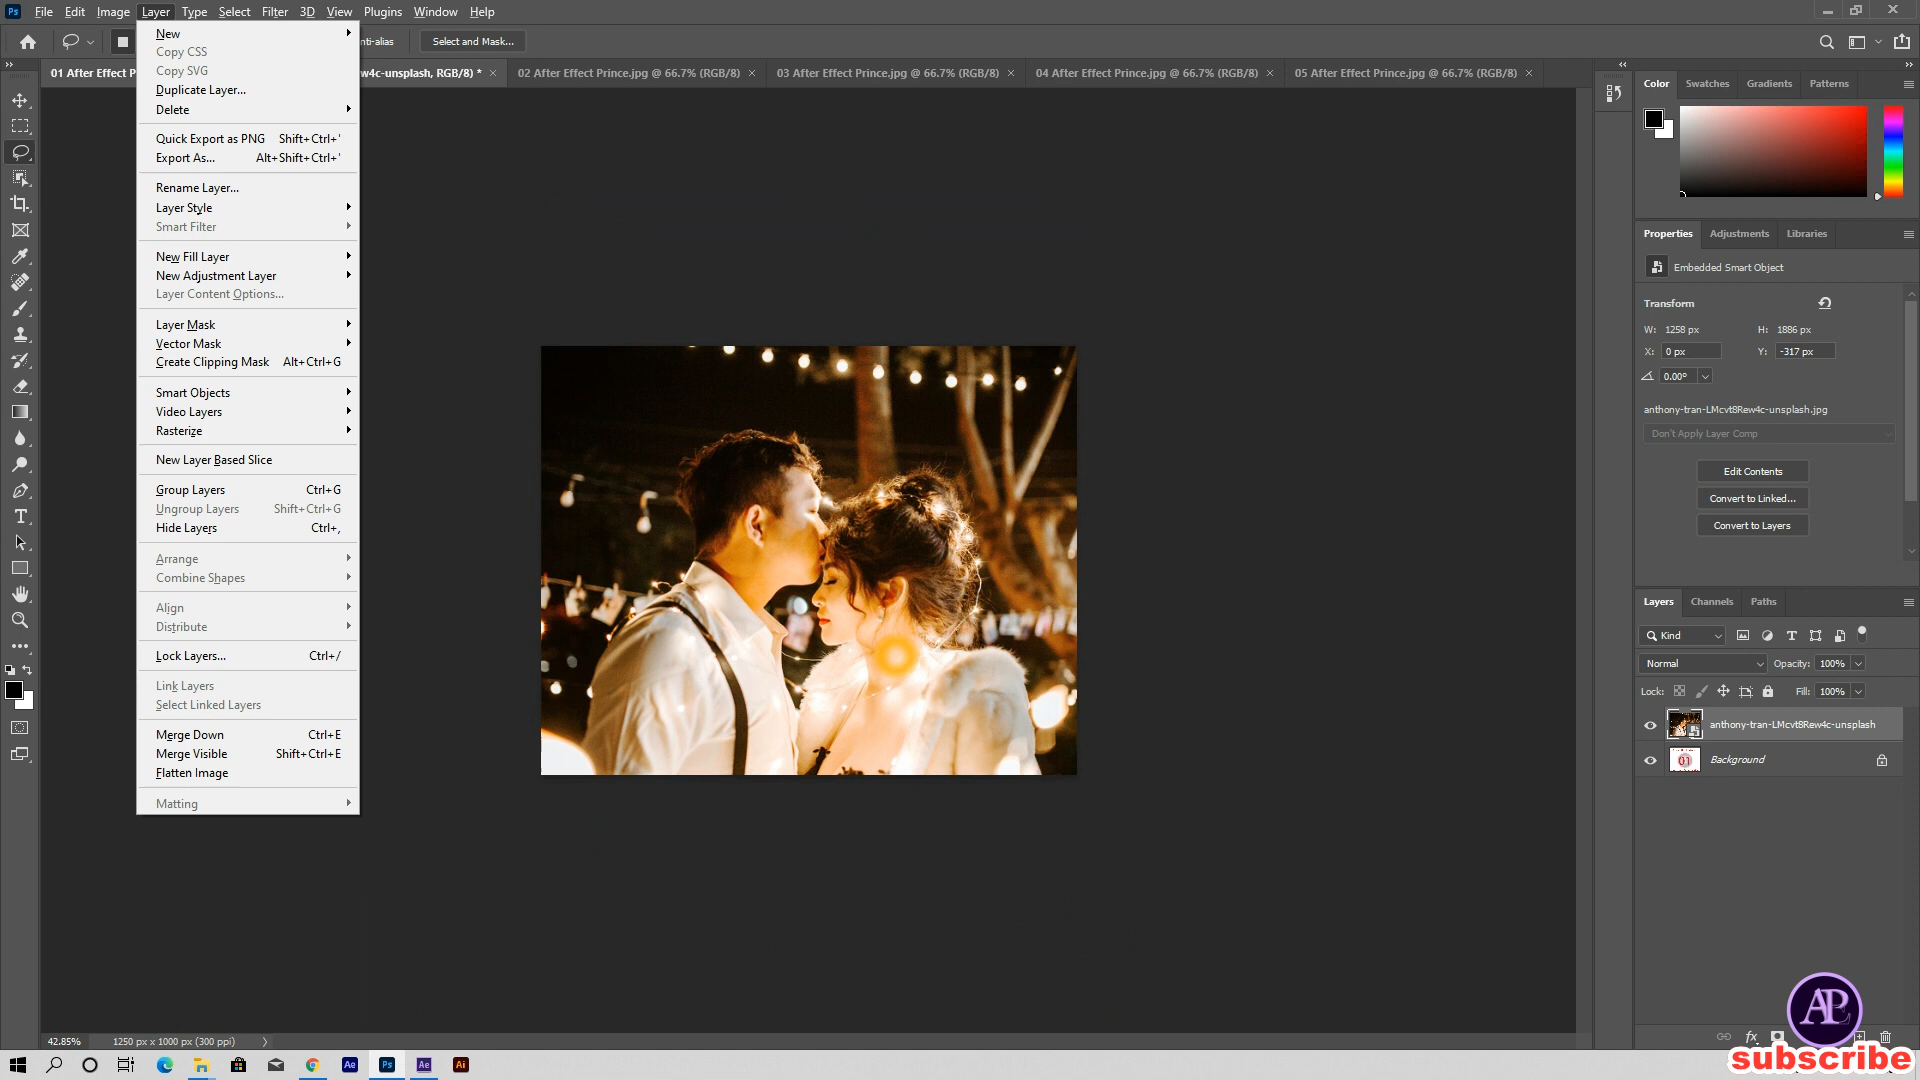 Ps File Edit Image Layer Type Select Filter 3D View Plugins Window Help
nti-alias Select and Mask...
01 After Effect P w4c-unsplash, RGB/8) * × 02 After Effect Prince.jpg @ 66.7% (RGB/8) × 03 After Effect Prince.jpg @ 66.7% (RGB/8) × 04 After Effect Prince.jpg @ 66.7% (RGB/8) × 05 After Effect Prince.jpg @ 66.7% (RGB/8) ×
New
Copy CSS
Copy SVG
Duplicate Layer...
Delete
Quick Export as PNG Shift+Ctrl+'
Export As... Alt+Shift+Ctrl+'
Rename Layer...
Layer Style
Smart Filter
New Fill Layer
New Adjustment Layer
Layer Content Options...
Layer Mask
Vector Mask
Create Clipping Mask Alt+Ctrl+G
Smart Objects
Video Layers
Rasterize
New Layer Based Slice
Group Layers Ctrl+G
Ungroup Layers Shift+Ctrl+G
Hide Layers Ctrl+,
Arrange
Combine Shapes
Align
Distribute
Lock Layers... Ctrl+/
Link Layers
Select Linked Layers
Merge Down Ctrl+E
Merge Visible Shift+Ctrl+E
Flatten Image
Matting
Color Swatches Gradients Patterns
Properties Adjustments Libraries
Embedded Smart Object
Transform
W: 1258 px H: 1886 px
X: 0 px Y: -317 px
0.00°
anthony-tran-LMcvt8Rew4c-unsplash.jpg
Don't Apply Layer Comp
Edit Contents
Convert to Linked...
Convert to Layers
Layers Channels Paths
Kind
Normal Opacity: 100%
Lock: Fill: 100%
anthony-tran-LMcvt8Rew4c-unsplash
01 Background
42.85% 1250 px x 1000 px (300 ppi)
fx
Ae Ps Ae Ai
subscribe